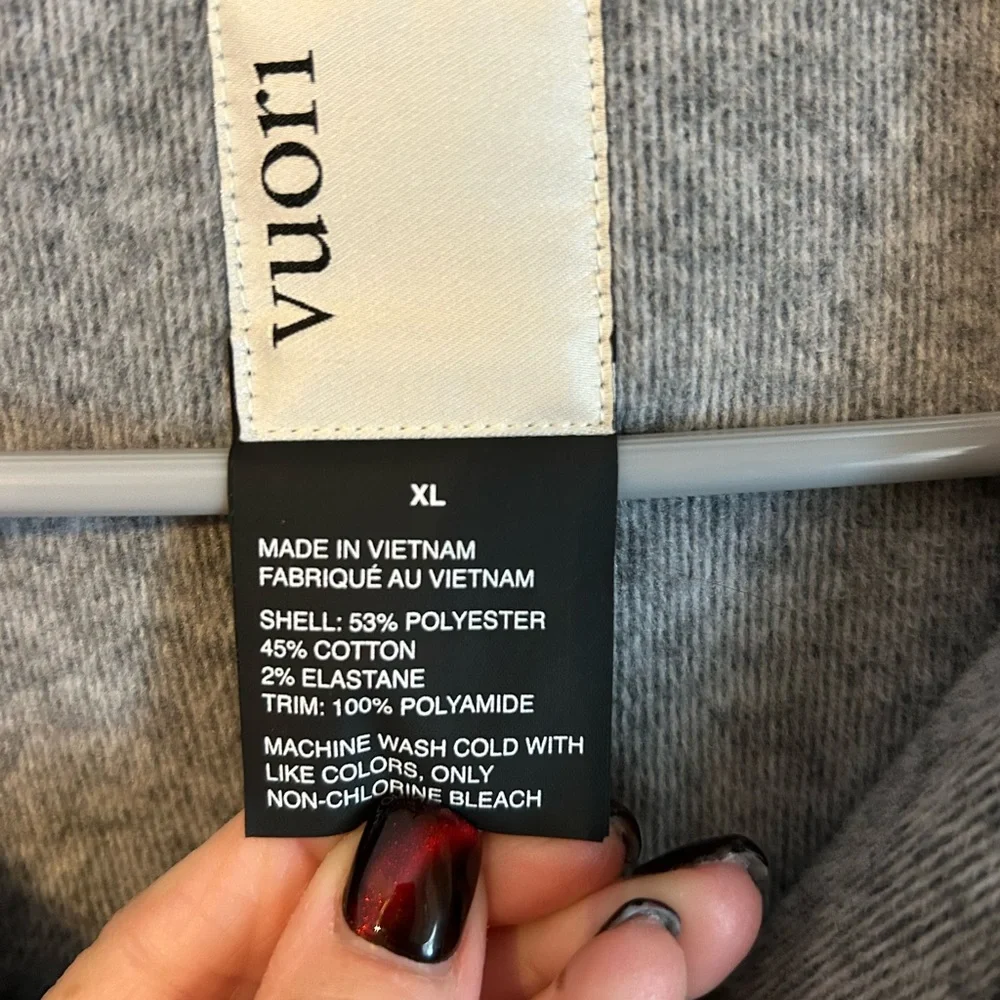 vuori
XL
MADE IN VIETNAM
FABRIQUÉ AU VIETNAM
SHELL: 53% POLYESTER
45% COTTON
2% ELASTANE
TRIM: 100% POLYAMIDE
MACHINE WASH COLD WITH
LIKE COLORS, ONLY
NON-CHLORINE BLEACH